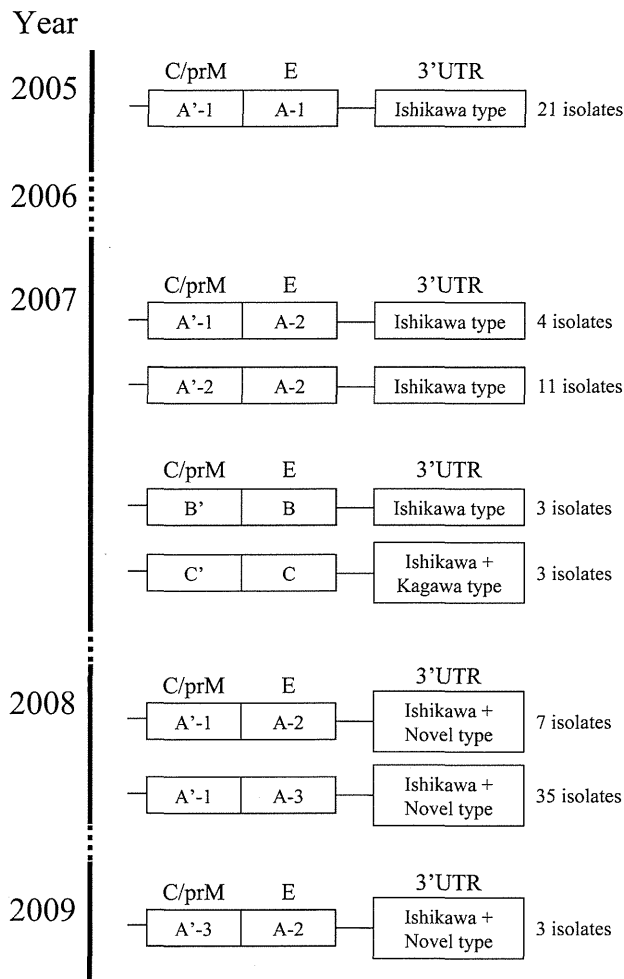 Year
2005
C/prM E 3’UTR
A’-1 A-1 Ishikawa type 21 isolates
2006
2007
C/prM E 3’UTR
A’-1 A-2 Ishikawa type 4 isolates
A’-2 A-2 Ishikawa type 11 isolates
C/prM E 3’UTR
B’ B Ishikawa type 3 isolates
C’ C Ishikawa +
Kagawa type 3 isolates
2008
C/prM E 3’UTR
A’-1 A-2 Ishikawa +
Novel type 7 isolates
A’-1 A-3 Ishikawa +
Novel type 35 isolates
2009
C/prM E 3’UTR
A’-3 A-2 Ishikawa +
Novel type 3 isolates